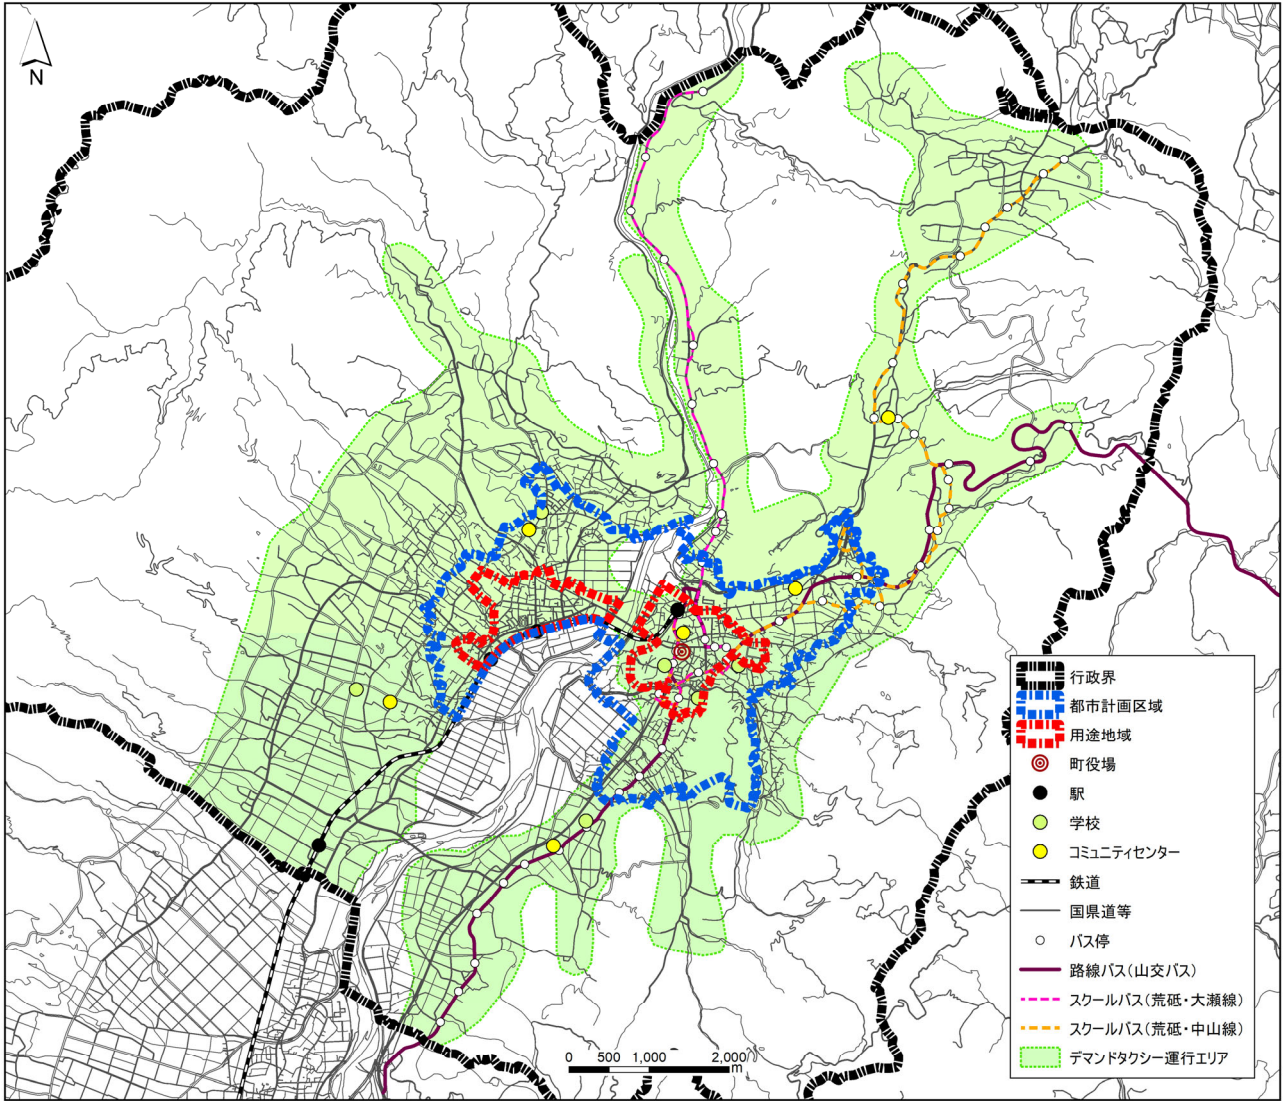 N
行政界
都市計画区域
用途地域
町役場
駅
学校
コミュニティセンター
鉄道
国県道等
バス停
路線バス(山交バス)
スクールバス(荒砥・大瀬線)
スクールバス(荒砥・中山線)
デマンドタクシー運行エリア
0 500 1,000 2,000
m